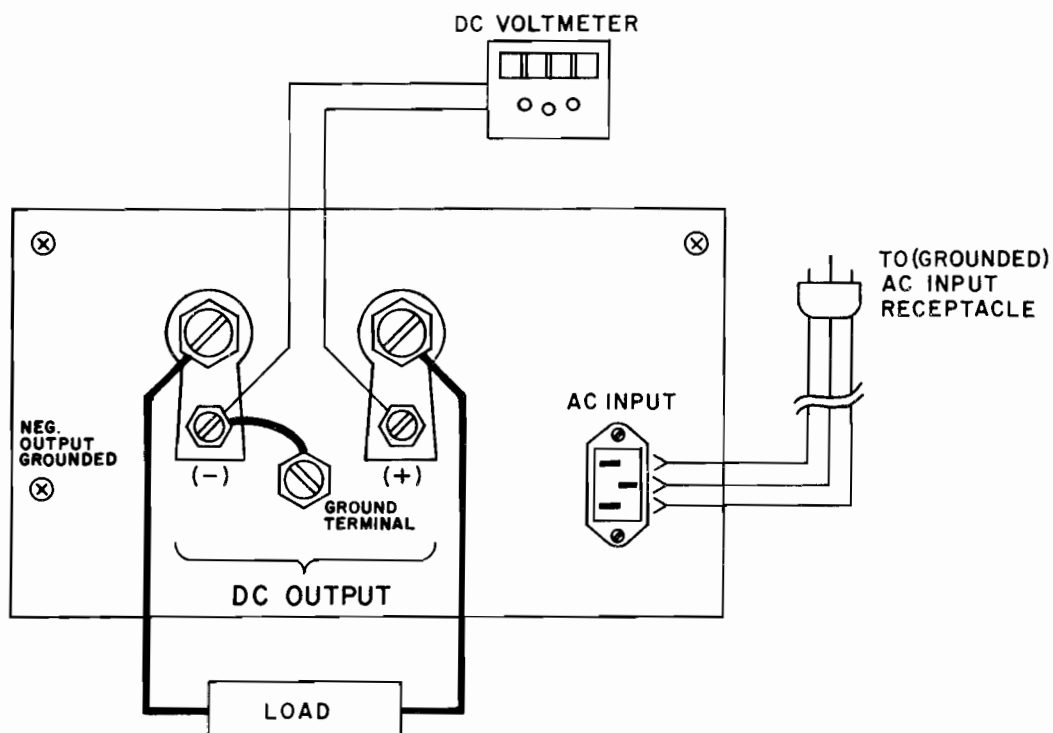 DC VOLTMETER
TO (GROUNDED)
AC INPUT
RECEPTACLE
AC INPUT
NEG.
OUTPUT
GROUNDED
(-)
(+)
GROUND
TERMINAL
DC OUTPUT
LOAD